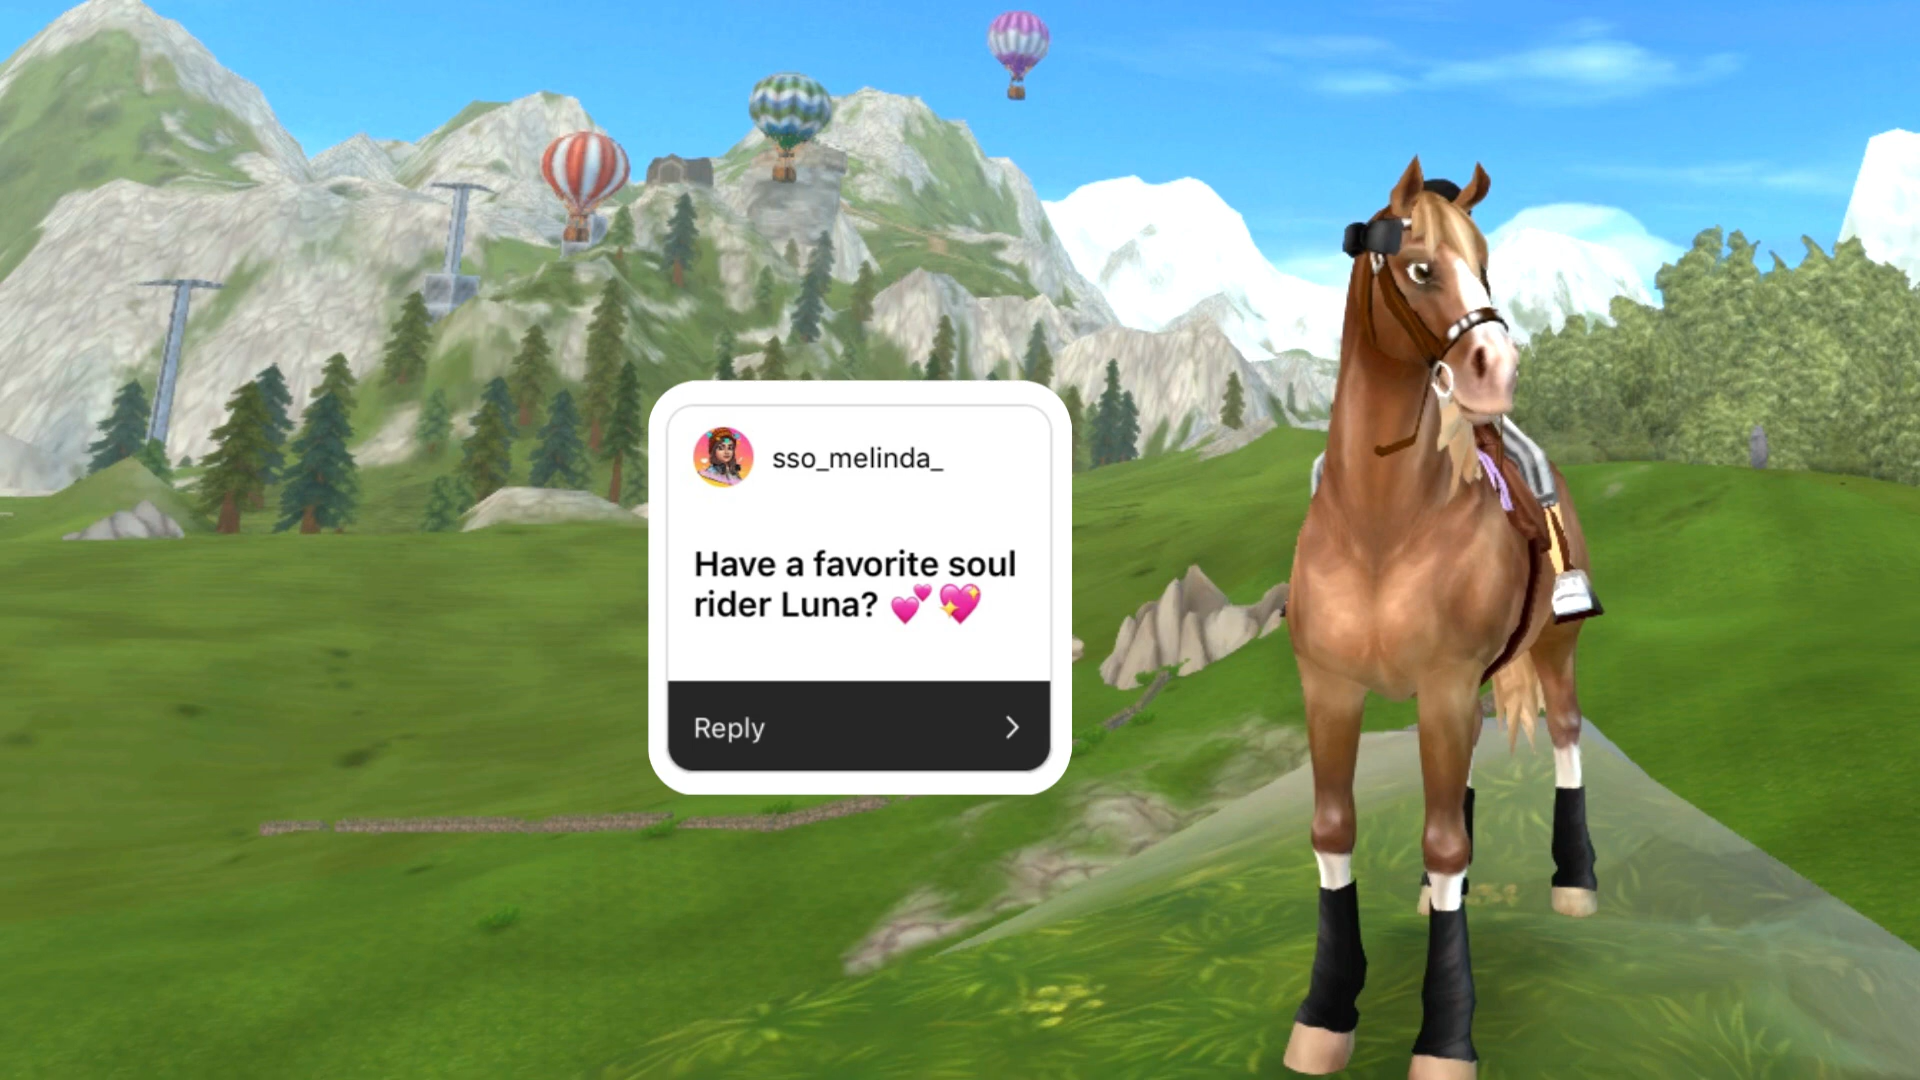 sso_melinda_
Have a favorite soul
rider Luna? 💕💖
Reply